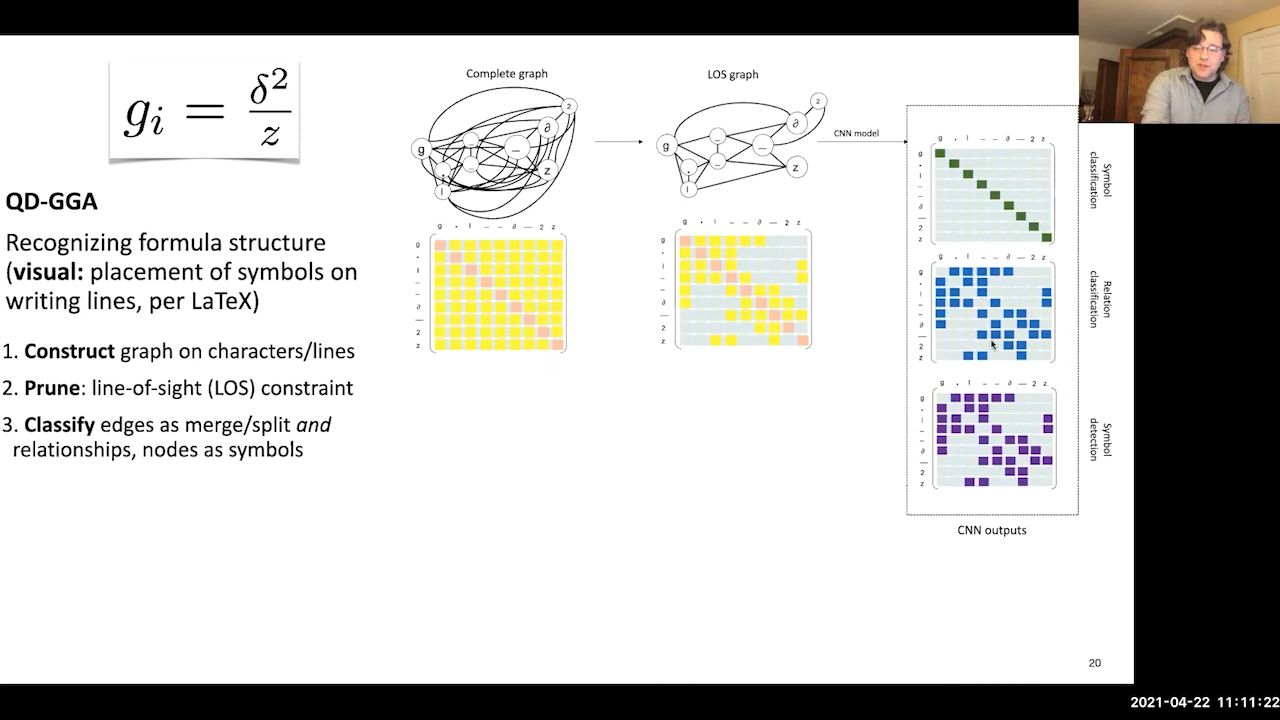 g_i = δ² / z
QD-GGA
Recognizing formula structure
(visual: placement of symbols on
writing lines, per LaTeX)
1. Construct graph on characters/lines
2. Prune: line-of-sight (LOS) constraint
3. Classify edges as merge/split and
relationships, nodes as symbols
Complete graph
LOS graph
CNN model
Symbol
classification
Relation
classification
Symbol
detection
CNN outputs
20
2021-04-22 11:11:22